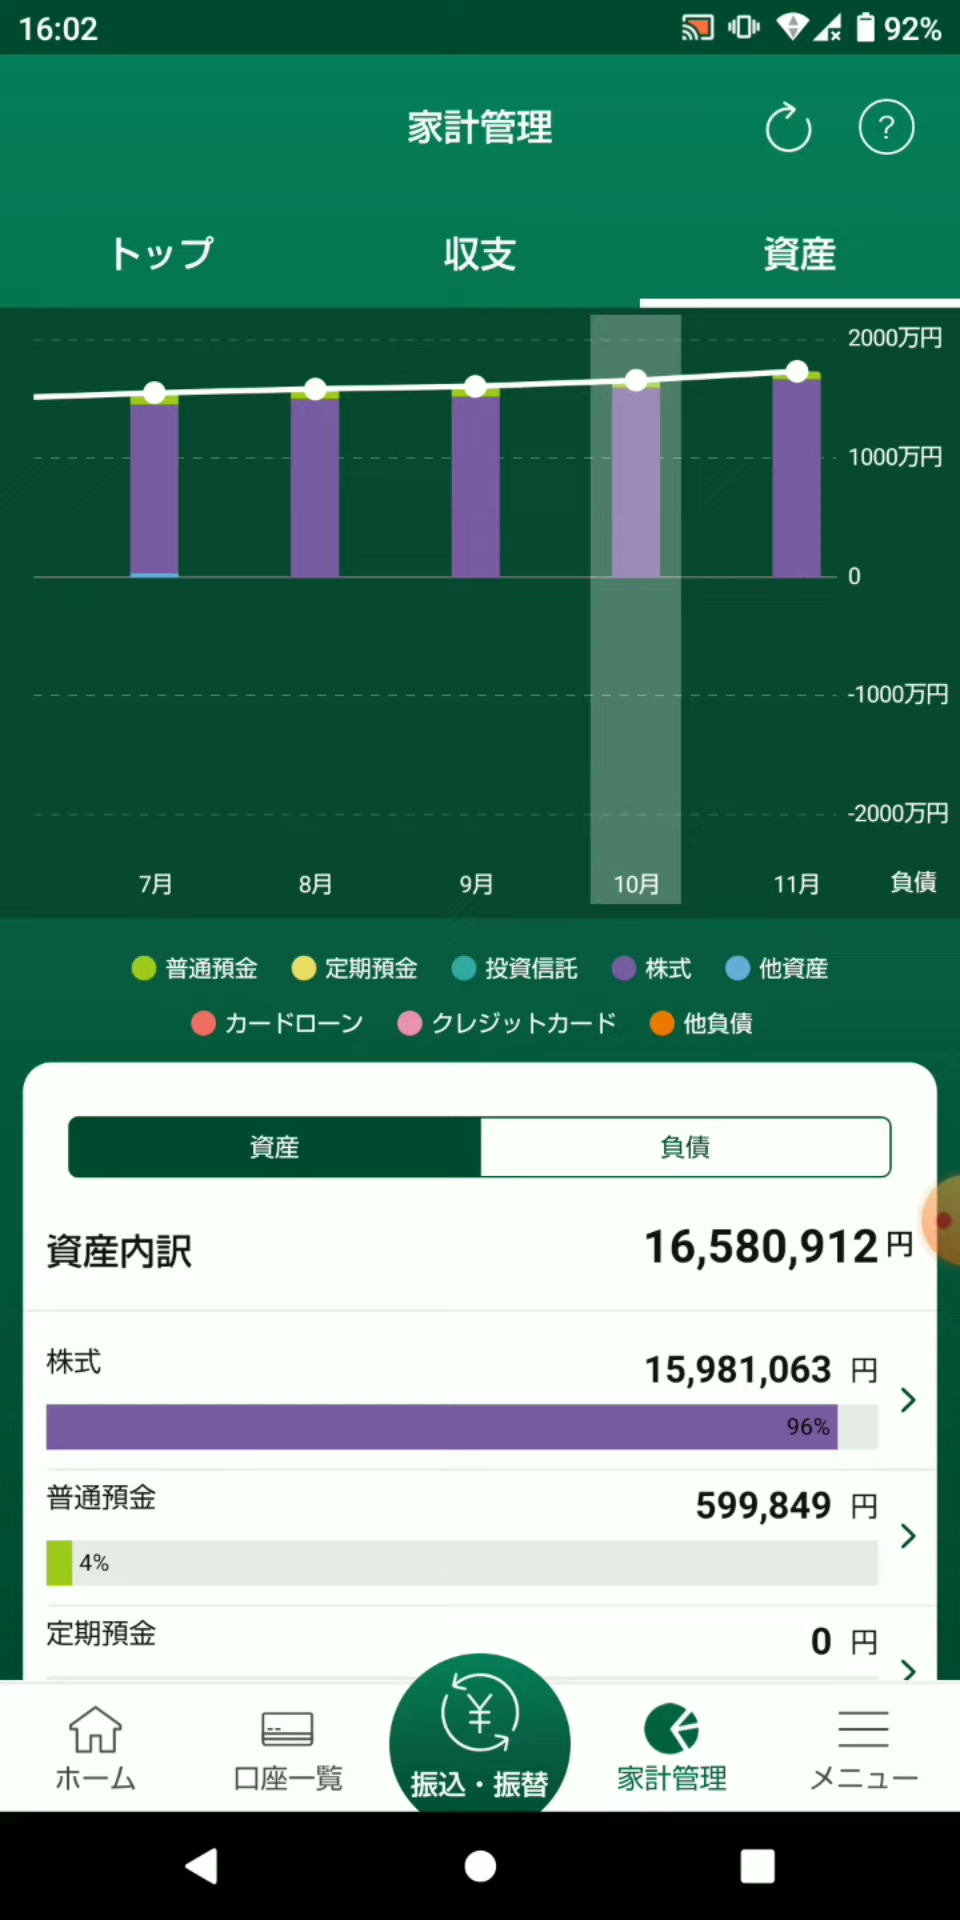 16:02 92%
家計管理 ?
トップ 収支 資産
2000万円
1000万円
0
-1000万円
-2000万円
7月 8月 9月 10月 11月 負債
普通預金 定期預金 投資信託 株式 他資産
カードローン クレジットカード 他負債
資産 負債
資産内訳 16,580,912円
株式 15,981,063 円
96%
普通預金 599,849 円
4%
定期預金 0 円
ホーム 口座一覧 ¥ 振込・振替 家計管理 メニュー